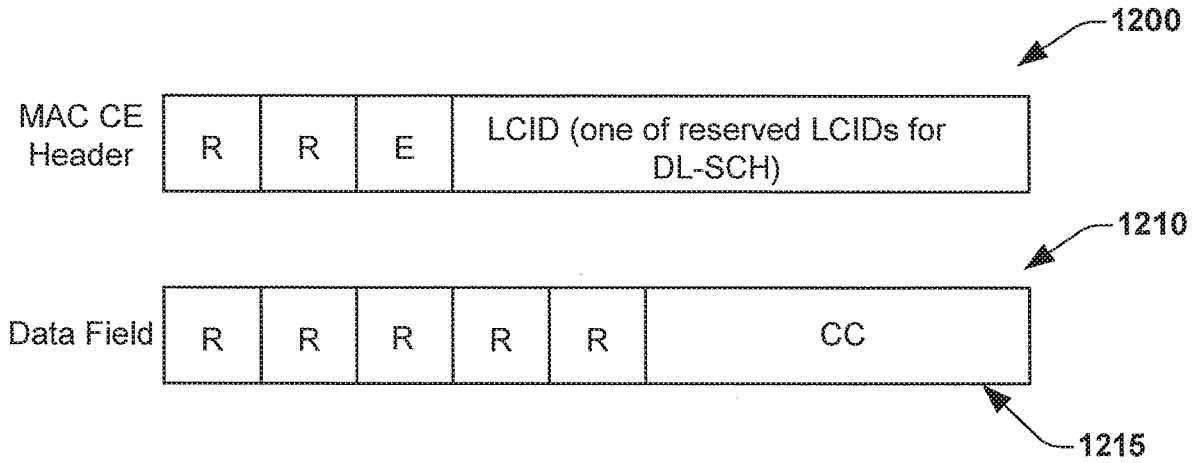 1200
MAC CE
Header
R R E LCID (one of reserved LCIDs for
DL-SCH)
1210
Data Field R R R R R CC
1215